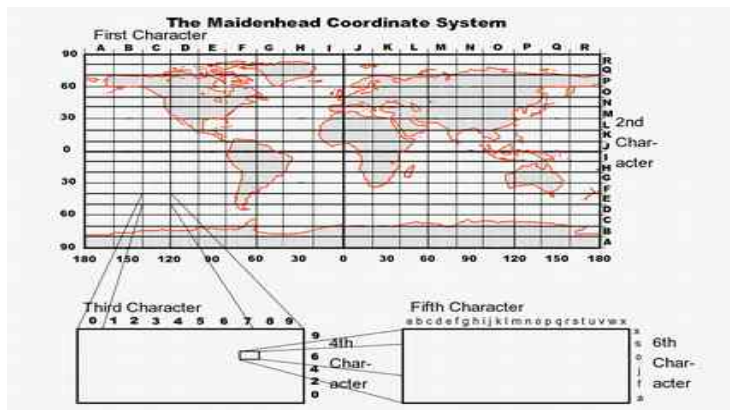 The Maidenhead Coordinate System
First Character
A B C D E F G H I J K L M N O P Q R
90
60
30
0
30
60
90
R
Q
P
O
N
M
L
K
J
I
H
G
F
E
D
C
B
A
2nd
Char-
acter
180 150 120 90 60 30 0 30 60 90 120 150 180
Third Character
0 1 2 3 4 5 6 7 8 9
9
6
4
2
0
4th
Char-
acter
Fifth Character
a b c d e f g h i j k l m n o p q r s t u v w x
x
s
o
j
f
a
6th
Char-
acter